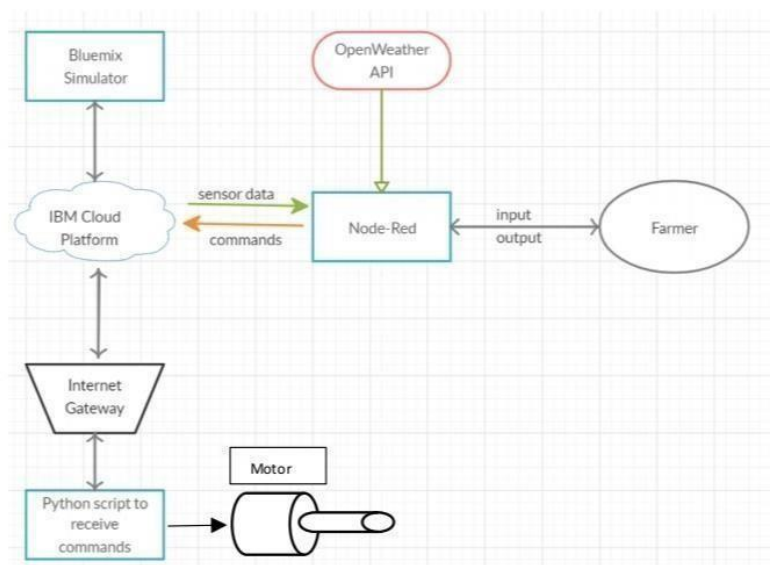 Bluemix
Simulator
OpenWeather
API
sensor data
IBM Cloud
Platform
commands
Node-Red
input
output
Farmer
Internet
Gateway
Motor
Python script to
receive
commands